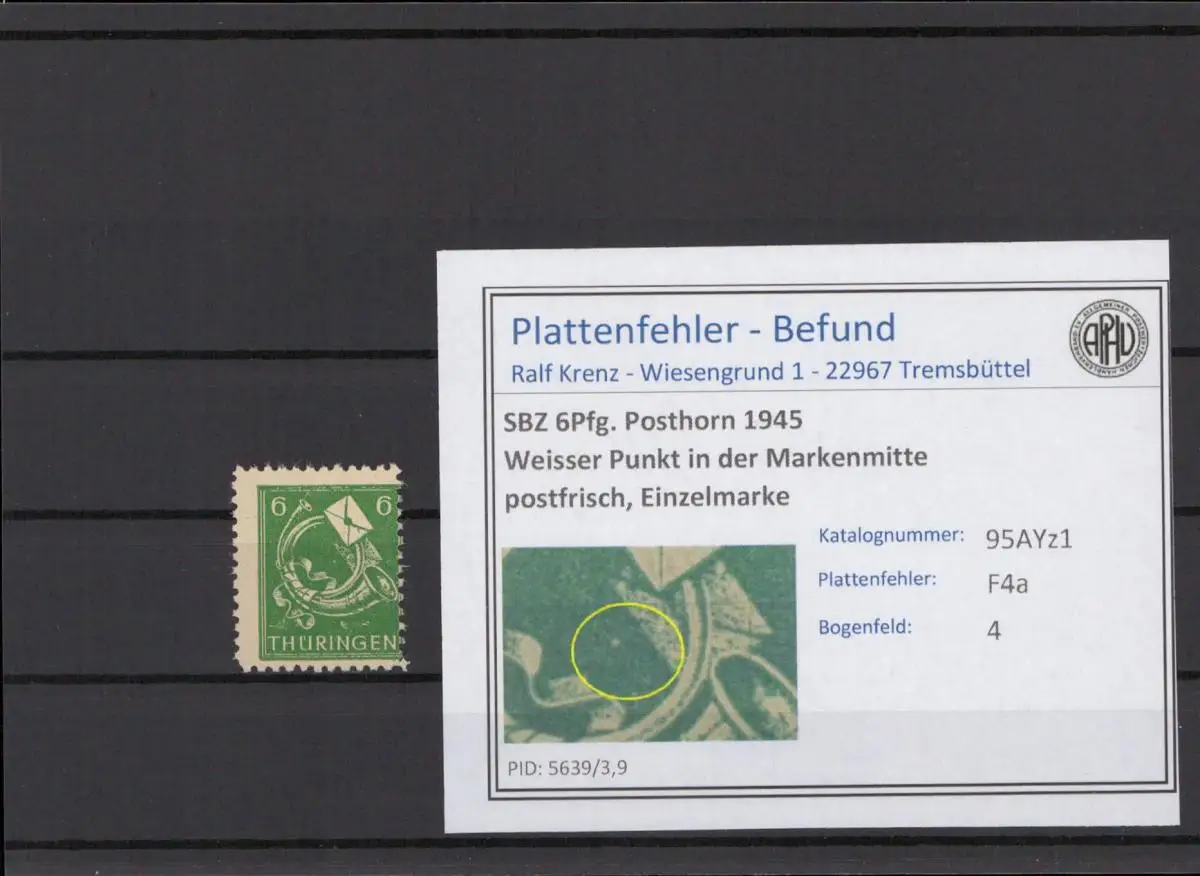 6 6
THÜRINGEN
Plattenfehler - Befund
Ralf Krenz - Wiesengrund 1 - 22967 Tremsbüttel
APHV
SBZ 6Pfg. Posthorn 1945
Weisser Punkt in der Markenmitte
postfrisch, Einzelmarke
Katalognummer: 95AYz1
Plattenfehler: F4a
Bogenfeld: 4
PID: 5639/3,9